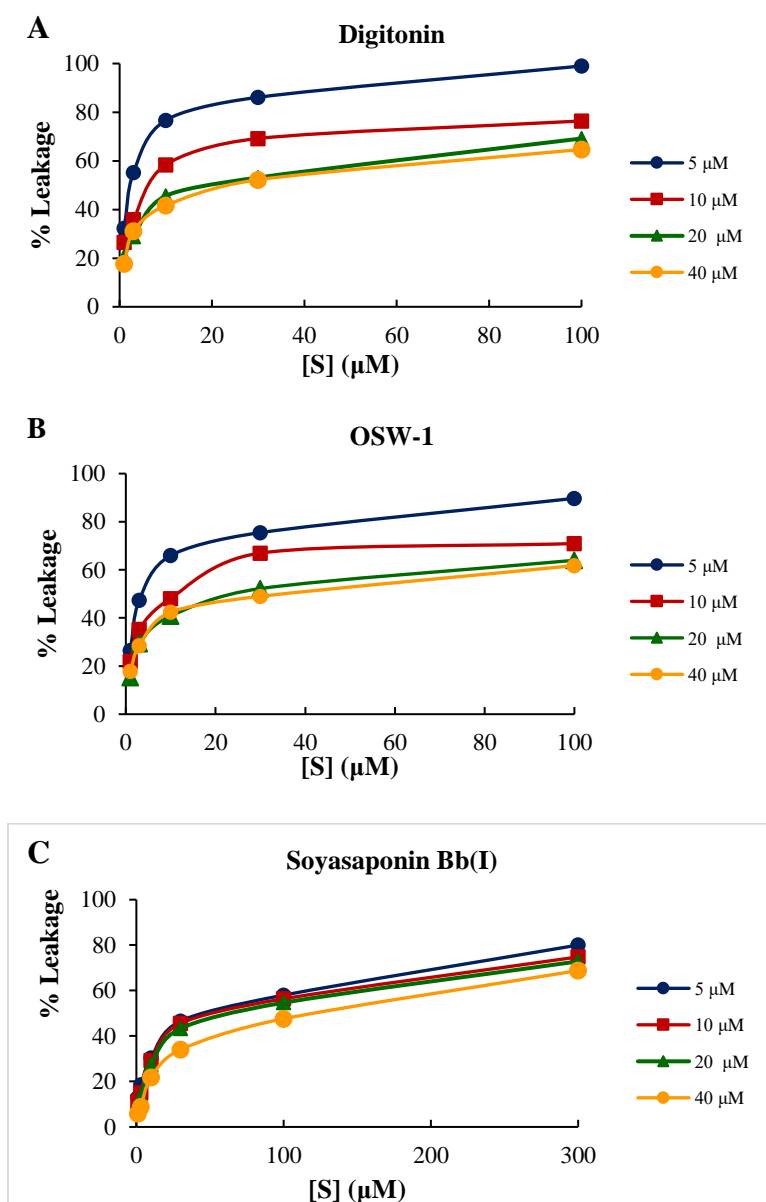 A
Digitonin
% Leakage
100
80
60
40
20
0
0 20 40 60 80 100
[S] (μM)
5 μM
10 μM
20 μM
40 μM
B
OSW-1
% Leakage
100
80
60
40
20
0
0 20 40 60 80 100
[S] (μM)
5 μM
10 μM
20 μM
40 μM
C
Soyasaponin Bb(I)
% Leakage
100
80
60
40
20
0
0 100 200 300
[S] (μM)
5 μM
10 μM
20 μM
40 μM